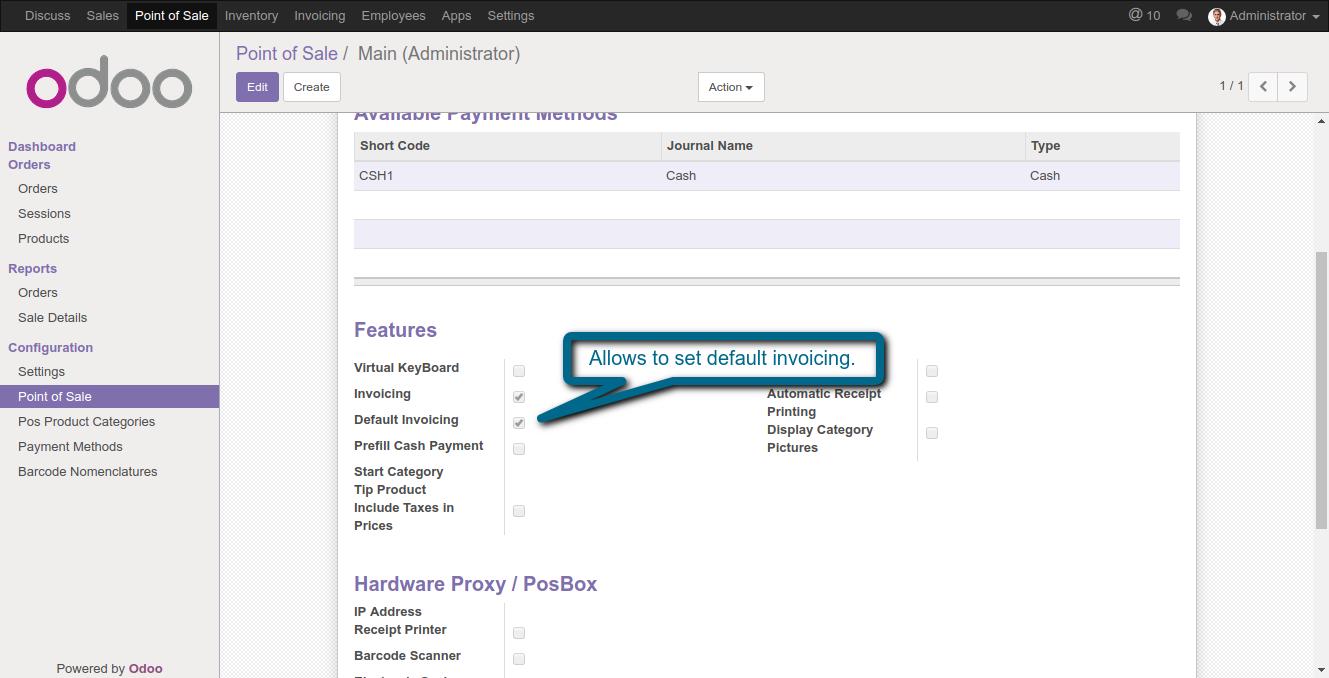 Discuss Sales Point of Sale Inventory Invoicing Employees Apps Settings @ 10 Administrator
odoo
Point of Sale / Main (Administrator)
Edit Create Action 1 / 1
Dashboard
Orders
Orders
Sessions
Products
Reports
Orders
Sale Details
Configuration
Settings
Point of Sale
Pos Product Categories
Payment Methods
Barcode Nomenclatures
Powered by Odoo
Available Payment Methods
Short Code Journal Name Type
CSH1 Cash Cash
Features
Allows to set default invoicing.
Virtual KeyBoard
Invoicing
Default Invoicing
Prefill Cash Payment
Start Category
Tip Product
Include Taxes in
Prices
Automatic Receipt
Printing
Display Category
Pictures
Hardware Proxy / PosBox
IP Address
Receipt Printer
Barcode Scanner